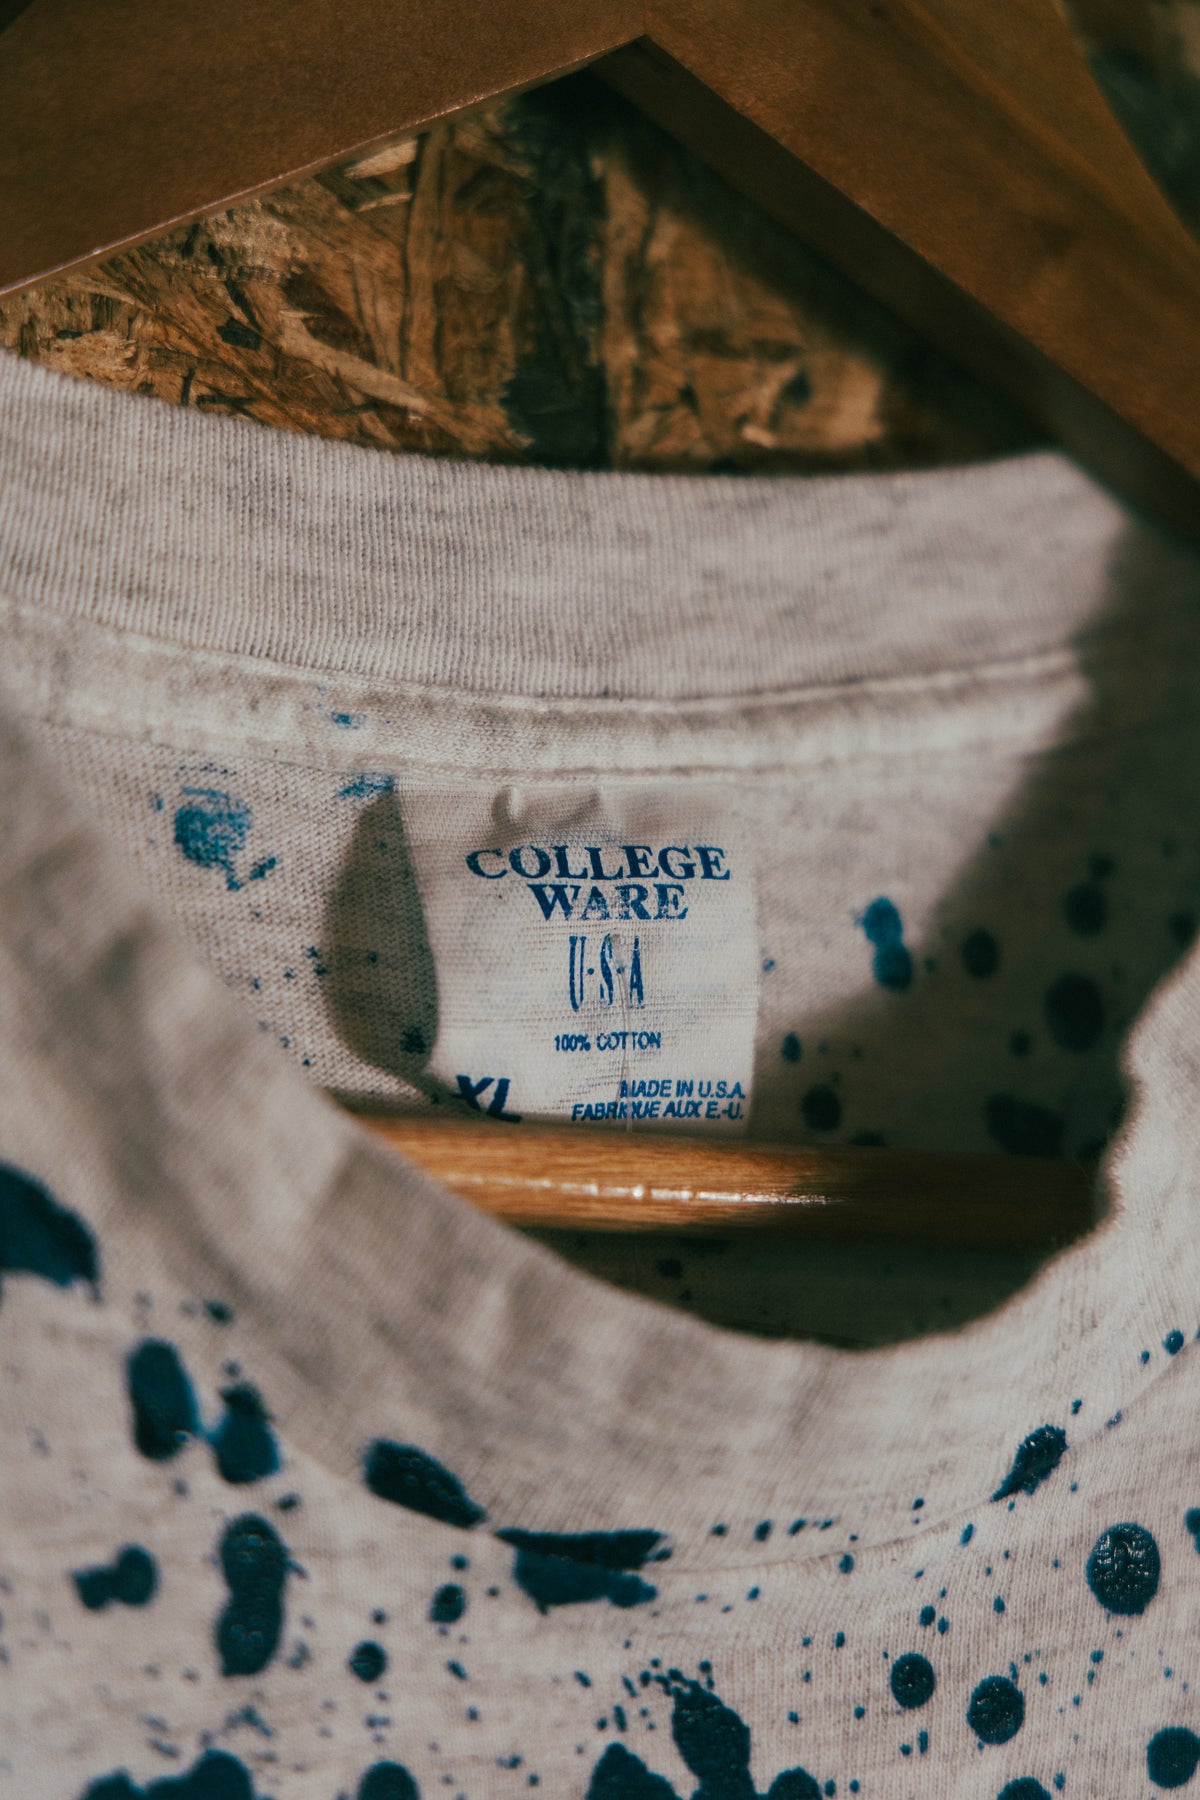 COLLEGE
WARE
U·S·A
100% COTTON
XL
MADE IN U.S.A.
FABRIQUE AUX E.-U.